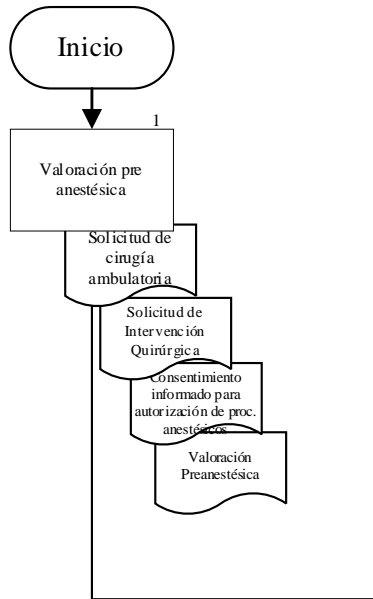 Inicio
1
Valoración pre
anestésica
Solicitud de
cirugía
ambulatoria
Solicitud de
Intervención
Quirúrgica
Consentimiento
informado para
autorización de proc.
anestésicos
Valoración
Preanestésica